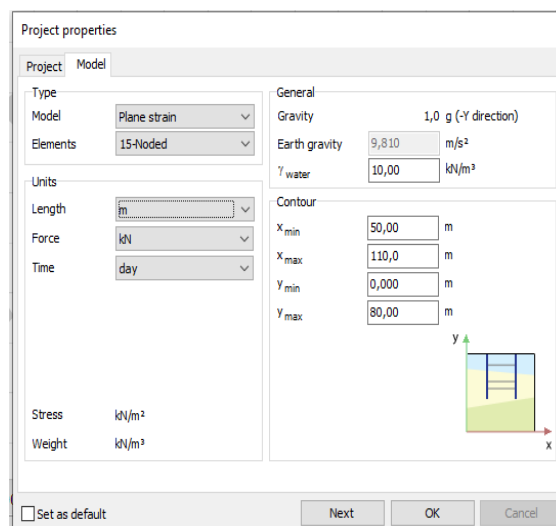 Project properties
Project Model
Type
Model Plane strain
Elements 15-Noded
Units
Length m
Force kN
Time day
Stress kN/m²
Weight kN/m³
General
Gravity 1,0 g (-Y direction)
Earth gravity 9,810 m/s²
γ water 10,00 kN/m³
Contour
x min 50,00 m
x max 110,0 m
y min 0,000 m
y max 80,00 m
y
x
Set as default Next OK Cancel